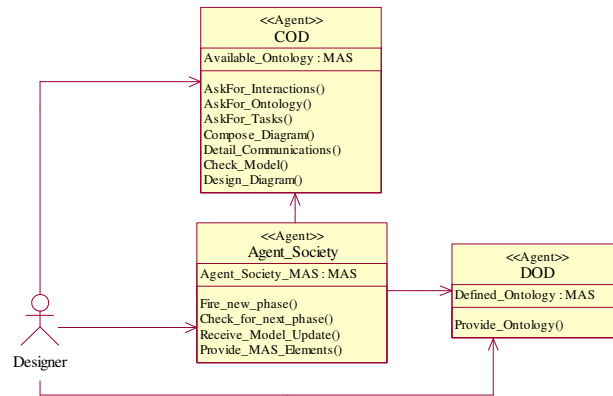 <<Agent>>
COD
Available_Ontology : MAS
AskFor_Interactions()
AskFor_Ontology()
AskFor_Tasks()
Compose_Diagram()
Detail_Communications()
Check_Model()
Design_Diagram()
<<Agent>>
Agent_Society
Agent_Society_MAS : MAS
Fire_new_phase()
Check_for_next_phase()
Receive_Model_Update()
Provide_MAS_Elements()
<<Agent>>
DOD
Defined_Ontology : MAS
Provide_Ontology()
Designer